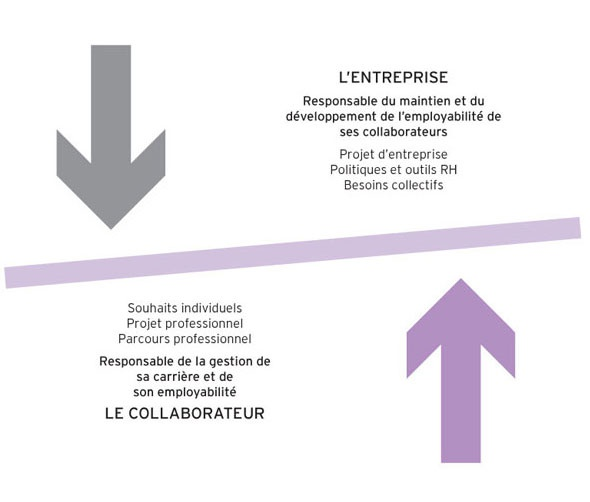 L’ENTREPRISE
Responsable du maintien et du
développement de l’employabilité de
ses collaborateurs
Projet d’entreprise
Politiques et outils RH
Besoins collectifs
Souhaits individuels
Projet professionnel
Parcours professionnel
Responsable de la gestion de
sa carrière et de
son employabilité
LE COLLABORATEUR